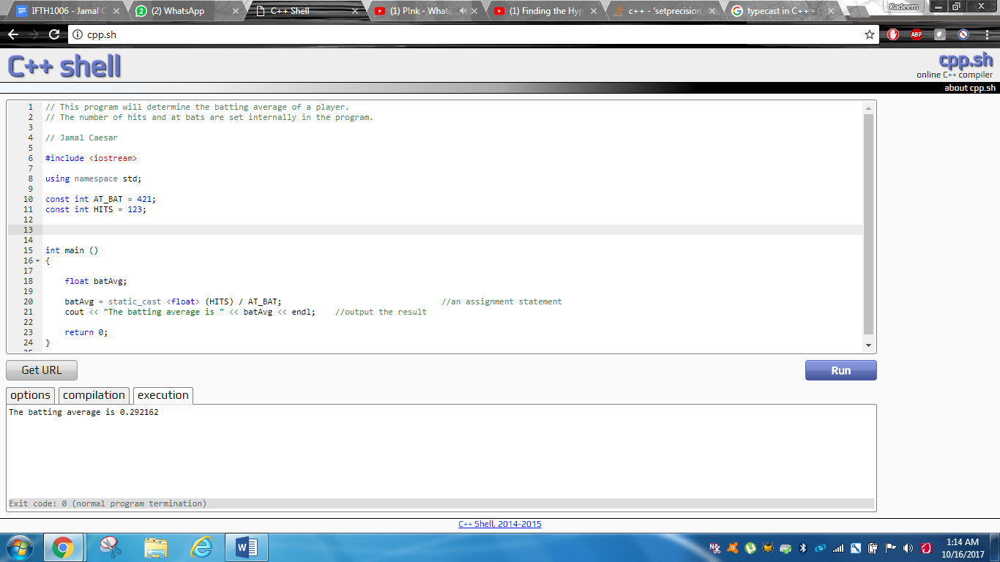 IFTH1006 - Jamal C
(2) WhatsApp
C++ Shell
(1) P!nk - What
(1) Finding the Hyp
c++ - 'setprecision
typecast in C++ -
Kadeem
cpp.sh
ABP
C++ shell
cpp.sh
online C++ compiler
about cpp.sh
1 // This program will determine the batting average of a player.
2 // The number of hits and at bats are set internally in the program.
3
4 // Jamal Caesar
5
6 #include <iostream>
7
8 using namespace std;
9
10 const int AT_BAT = 421;
11 const int HITS = 123;
12
13
14
15 int main ()
16 {
17
18 float batAvg;
19
20 batAvg = static_cast <float> (HITS) / AT_BAT; //an assignment statement
21 cout << "The batting average is " << batAvg << endl; //output the result
22
23 return 0;
24 }
25
Get URL
Run
options
compilation
execution
The batting average is 0.292162
Exit code: 0 (normal program termination)
C++ Shell, 2014-2015
1:14 AM
10/16/2017